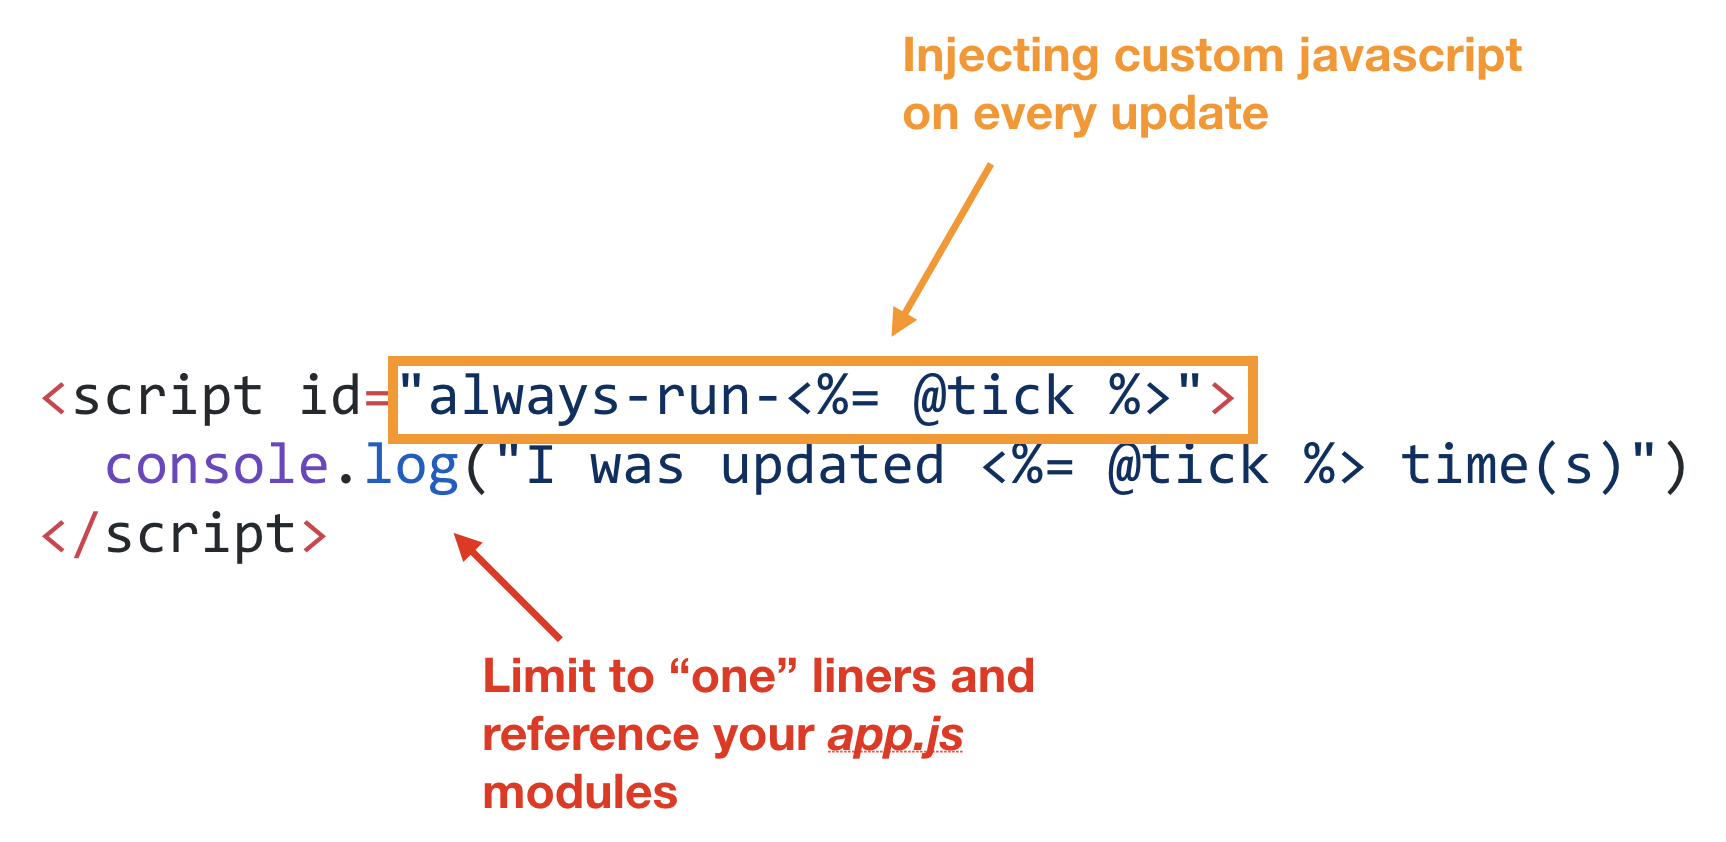 Injecting custom javascript
on every update
<script id="always-run-<%= @tick %>">
  console.log("I was updated <%= @tick %> time(s)")
</script>
Limit to “one” liners and
reference your app.js
modules